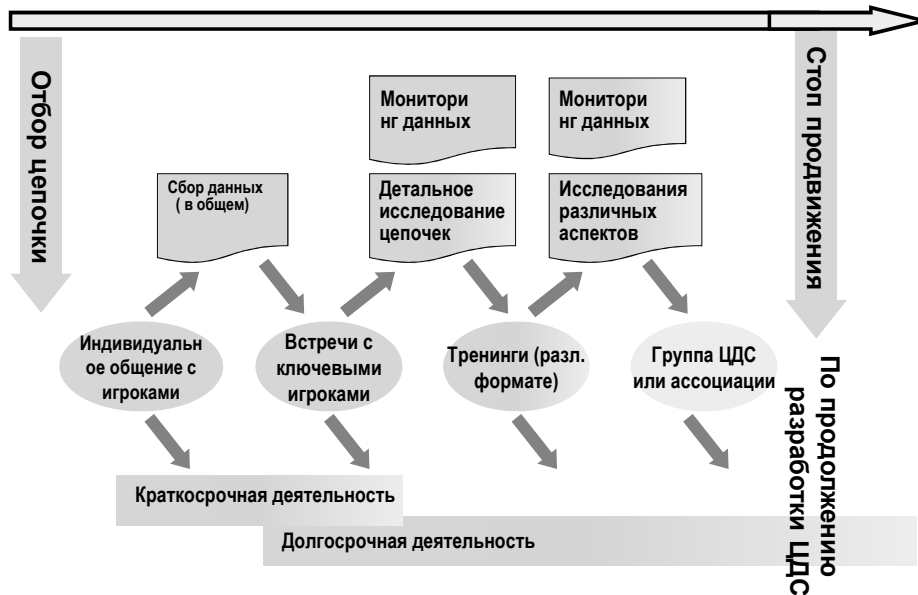 Отбор цепочки
Стоп продвижения
Монитори
нг данных
Монитори
нг данных
Сбор данных
( в общем)
Детальное
исследование
цепочек
Исследования
различных
аспектов
Индивидуальн
ое общение с
игроками
Встречи с
ключевыми
игроками
Тренинги (разл.
формате)
Группа ЦДС
или ассоциации
По продолжению
разработки ЦДС
Краткосрочная деятельность
Долгосрочная деятельность